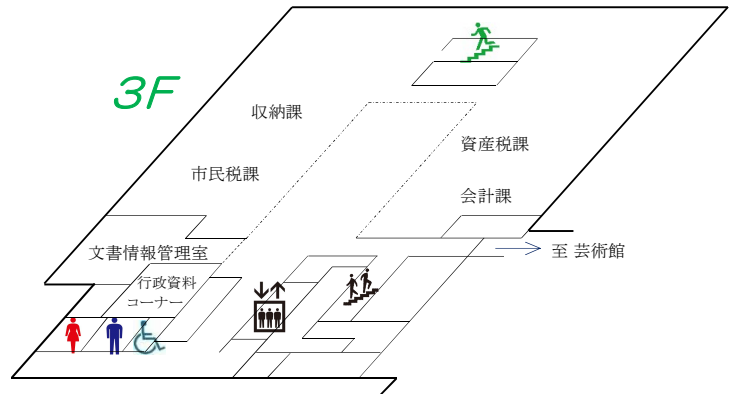 3F
収納課
資産税課
市民税課
会計課
文書情報管理室
至 芸術館
行政資料
コーナー